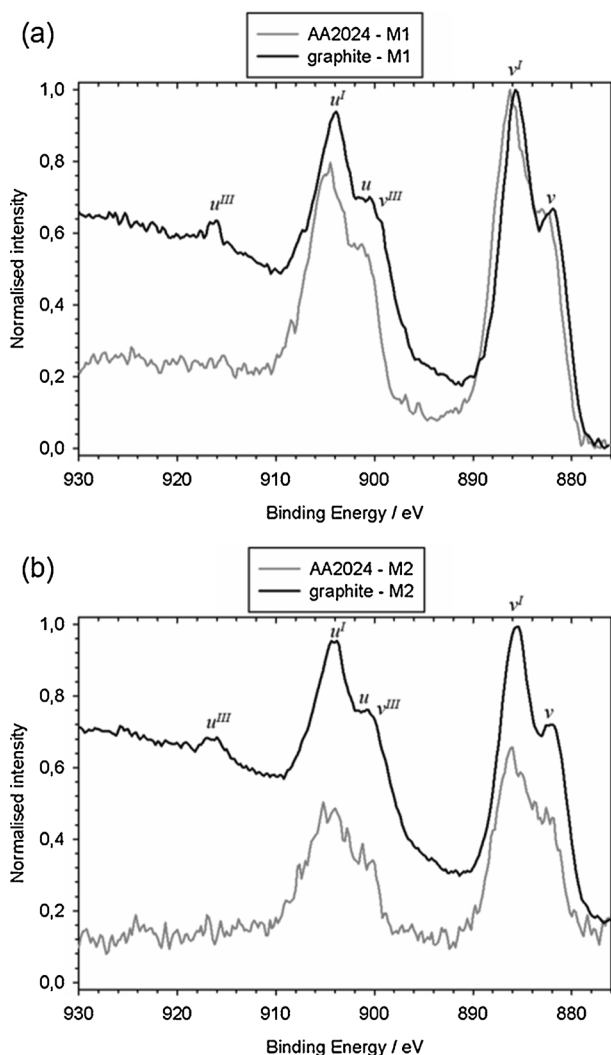 (a)
AA2024 - M1
graphite - M1
v^I
u^I
u
v^III
v
u^III
1,0
0,8
0,6
0,4
0,2
0,0
Normalised intensity
930 920 910 900 890 880
Binding Energy / eV
(b)
AA2024 - M2
graphite - M2
v^I
u^I
u
v^III
v
u^III
1,0
0,8
0,6
0,4
0,2
0,0
Normalised intensity
930 920 910 900 890 880
Binding Energy / eV